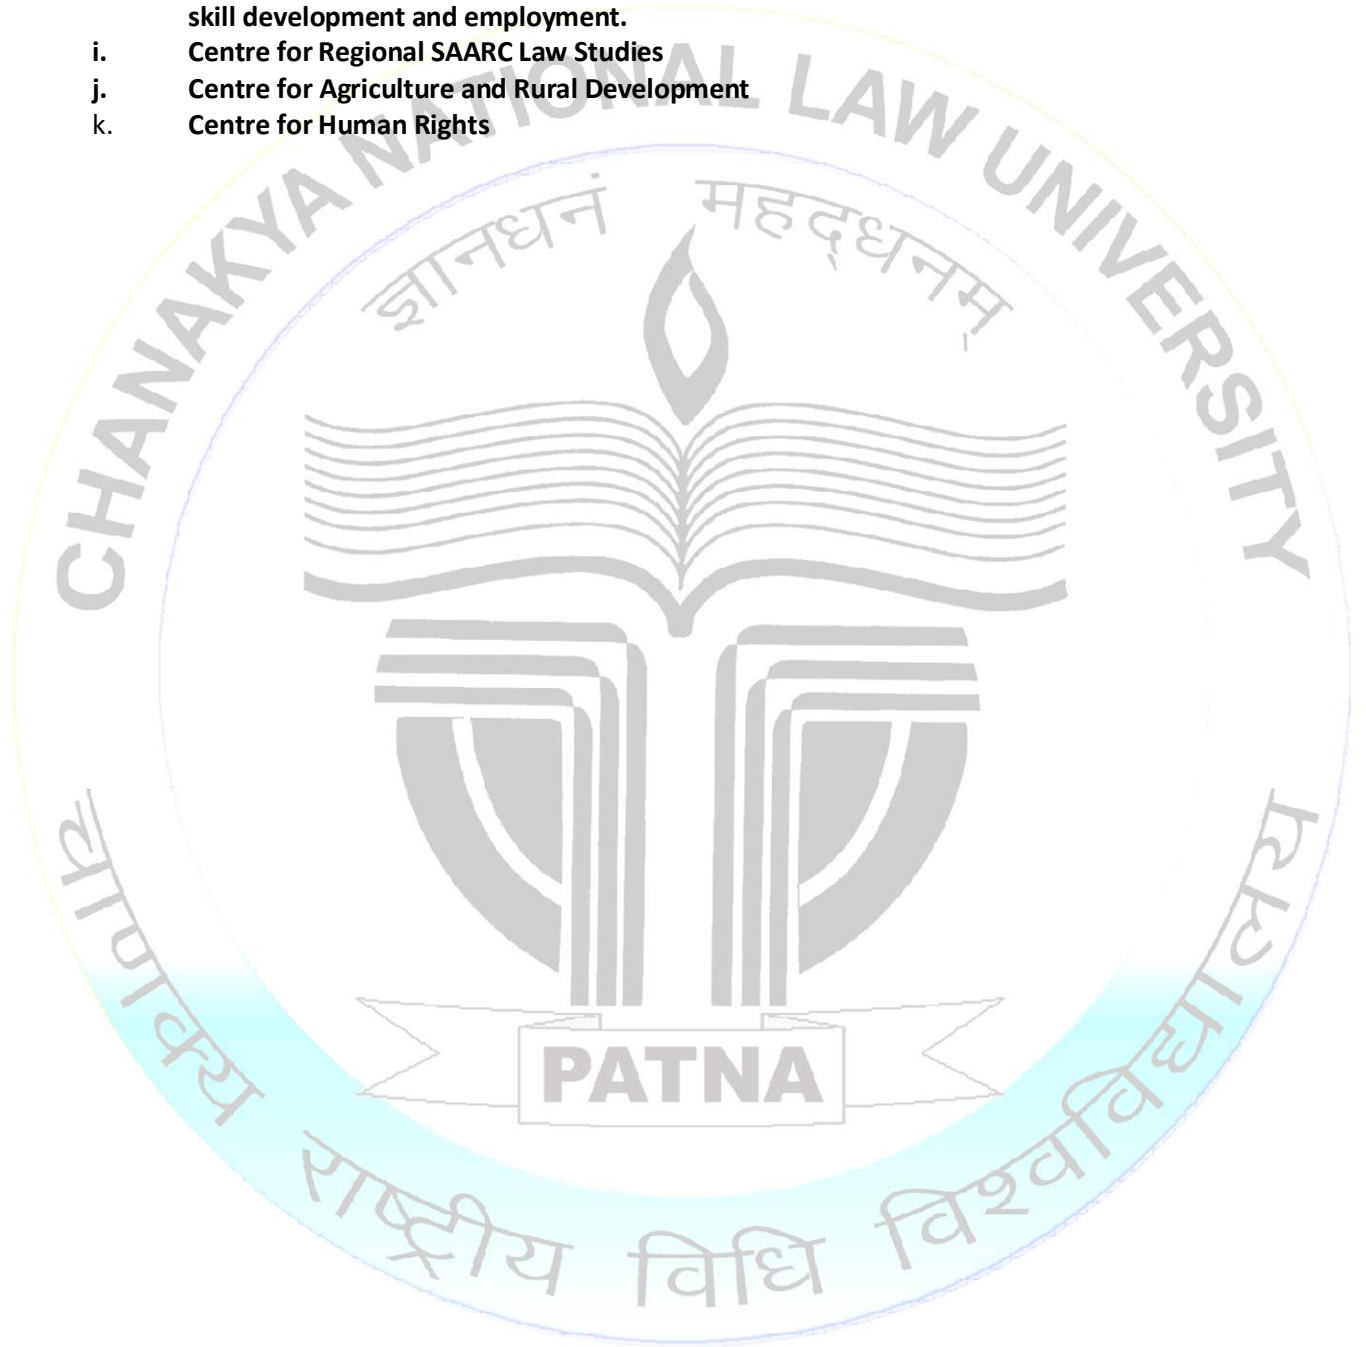 skill development and employment.
i. Centre for Regional SAARC Law Studies
j. Centre for Agriculture and Rural Development
k. Centre for Human Rights
CHANAKYA NATIONAL LAW UNIVERSITY
ज्ञानधनं महद्धनम्
PATNA
चाणक्य राष्ट्रीय विधि विश्वविद्यालय